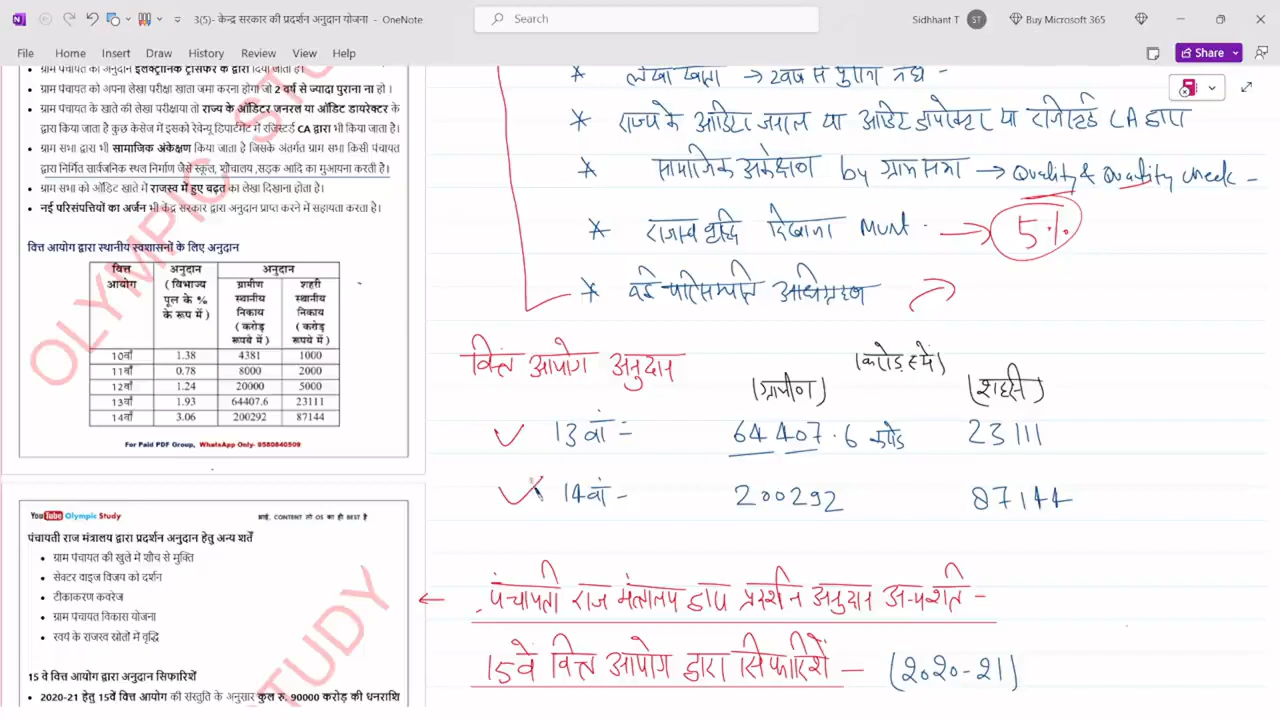 3(5)- केन्द्र सरकार की प्रदर्शन अनुदान योजना - OneNote
Search
Sidhhant T
ST
Buy Microsoft 365
File Home Insert Draw History Review View Help
Share
ग्राम पंचायत को अनुदान इलेक्ट्रानिक ट्रांसफर के द्वारा दिया जाता है।
• ग्राम पंचायत को अपना लेखा परीक्षा खाता जमा करना होगा जो 2 वर्ष से ज्यादा पुराना ना हो ।
• ग्राम पंचायत के खाते की लेखा परीक्षाया तो राज्य के ऑडिटर जनरल या ऑडिट डायरेक्टर के
द्वारा किया जाता है कुछ केसेज में इसको रेवेन्यु डिपार्टमेंट में रजिस्टर्ड CA द्वारा भी किया जाता है।
• ग्राम सभा द्वारा भी सामाजिक अंकेक्षण किया जाता है जिसके अंतर्गत ग्राम सभा किसी पंचायत
द्वारा निर्मित सार्वजनिक स्थल निर्माण जैसे स्कूल, शौचालय ,सड़क आदि का मुआयना करती है।
• ग्राम सभा को ऑडिट खाते में राजस्व में हुए बढ़त का लेखा दिखाना होता है।
• नई परिसंपत्तियों का अर्जन भी केंद्र सरकार द्वारा अनुदान प्राप्त करने में सहायता करता है।
वित्त आयोग द्वारा स्थानीय स्वशासनों के लिए अनुदान
वित्त आयोग
अनुदान ( विभाज्य पूल के % के रूप में )
अनुदान
ग्रामीण स्थानीय निकाय ( करोड़ रूपये में )
शहरी स्थानीय निकाय ( करोड़ रूपये में )
10वाँ 1.38 4381 1000
11वाँ 0.78 8000 2000
12वाँ 1.24 20000 5000
13वाँ 1.93 64407.6 23111
14वाँ 3.06 200292 87144
For Paid PDF Group, WhatsApp Only- 9580840509
OLYMPIC STUDY
You Tube Olympic Study
भाई, CONTENT तो OS का ही BEST है
पंचायती राज मंत्रालय द्वारा प्रदर्शन अनुदान हेतु अन्य शर्तें
• ग्राम पंचायत की खुले में शौच से मुक्ति
• सेक्टर वाइज विजय को दर्शन
• टीकाकरण कवरेज
• ग्राम पंचायत विकास योजना
• स्वयं के राजस्व स्रोतों में वृद्धि
15 वे वित्त आयोग द्वारा अनुदान सिफारिशें
• 2020-21 हेतु 15वें वित्त आयोग की संस्तुति के अनुसार कुल रु. 90000 करोड़ की धनराशि
STUDY
* राज्य के ऑडिटर जनरल या ऑडिट डायरेक्टर या रजिस्टर्ड CA द्वारा
* सामाजिक अंकेक्षण by ग्राम सभा → Quality & Quantity check -
* राजस्व वृद्धि दिखाना Must. → 5%
* परिसम्पत्ति अधिग्रहण
वित्त आयोग अनुदान
(करोड़ रू में)
(ग्रामीण) (शहरी)
13वां = 64407.6 करोड़ 23111
14वां - 200292 87144
← पंचायती राज मंत्रालय द्वारा प्रदर्शन अनुदान अन्य शर्तें -
15वें वित्त आयोग द्वारा सिफारिशें - (2020-21)